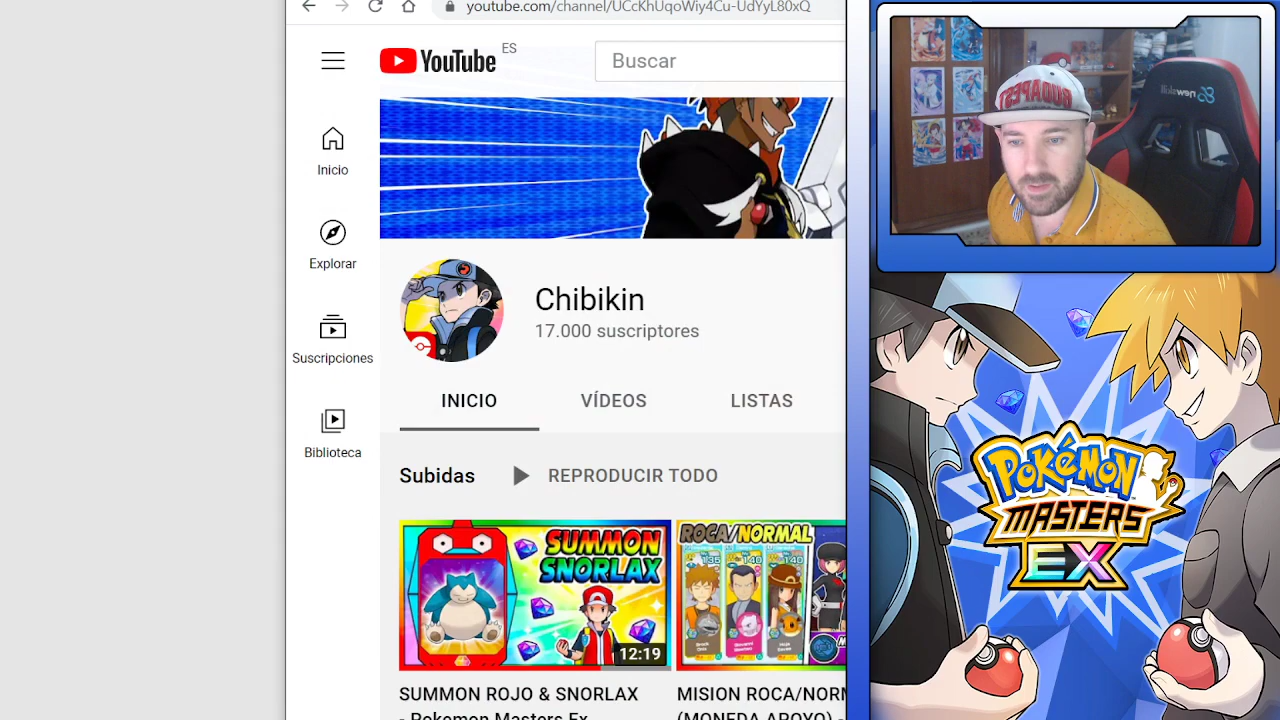 youtube.com/channel/UCcKhUqoWiy4Cu-UdYyL80xQ
YouTube ES
Buscar
Inicio
Explorar
Suscripciones
Biblioteca
Chibikin
17.000 suscriptores
INICIO VÍDEOS LISTAS
Subidas REPRODUCIR TODO
SUMMON
SNORLAX
12:19
ROCA/NORMAL
SUMMON ROJO & SNORLAX
- Pokemon Masters Ex
MISION ROCA/NORM
(MONEDA APOYO) -
BUDAPEST
newskill
POKéMON
MASTERS
EX